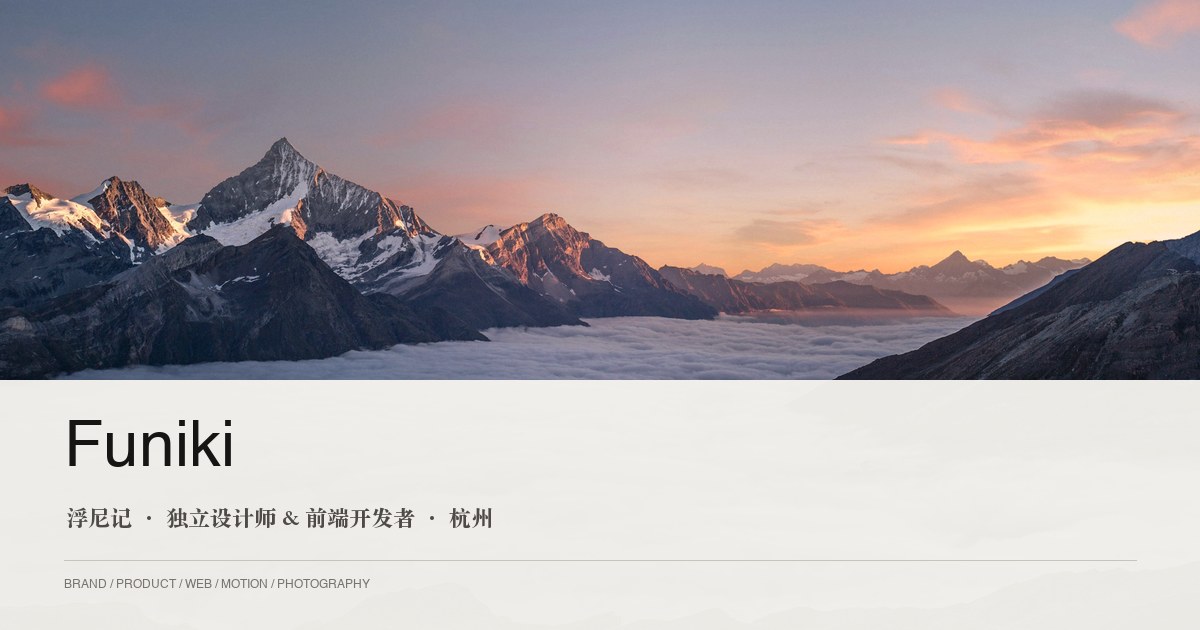 Funiki
浮尼记 · 独立设计师 & 前端开发者 · 杭州
BRAND / PRODUCT / WEB / MOTION / PHOTOGRAPHY